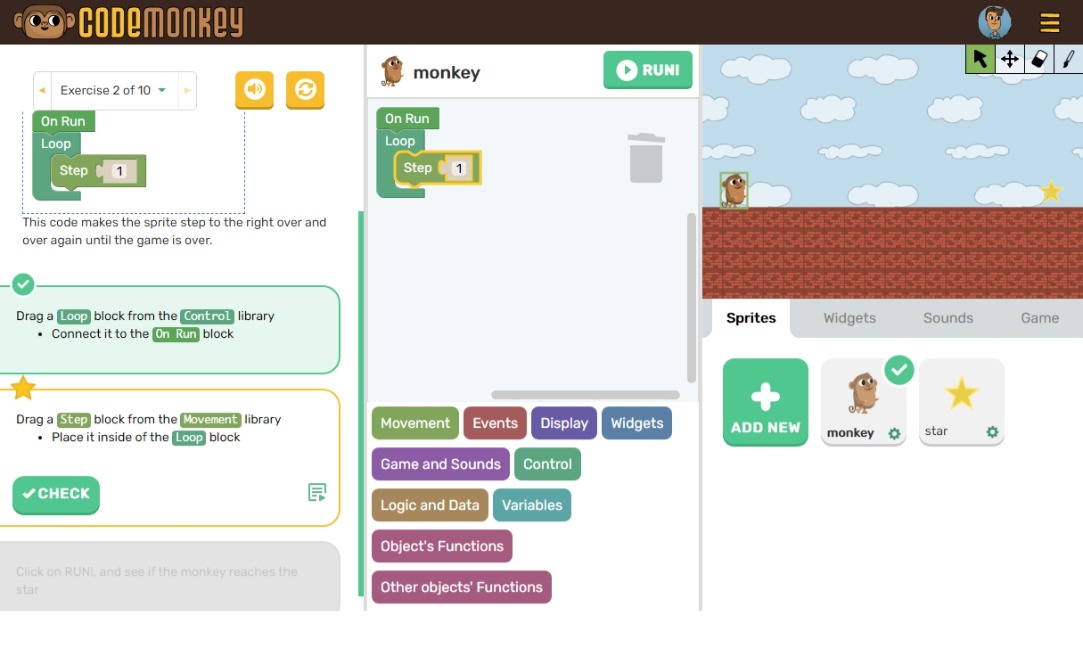 CODEMONKEY
Exercise 2 of 10
On Run
Loop
Step 1
This code makes the sprite step to the right over and
over again until the game is over.
Drag a Loop block from the Control library
• Connect it to the On Run block
Drag a Step block from the Movement library
• Place it inside of the Loop block
CHECK
Click on RUN!, and see if the monkey reaches the
star
monkey
RUN!
On Run
Loop
Step 1
Movement
Events
Display
Widgets
Game and Sounds
Control
Logic and Data
Variables
Object's Functions
Other objects' Functions
Sprites
Widgets
Sounds
Game
ADD NEW
monkey
star